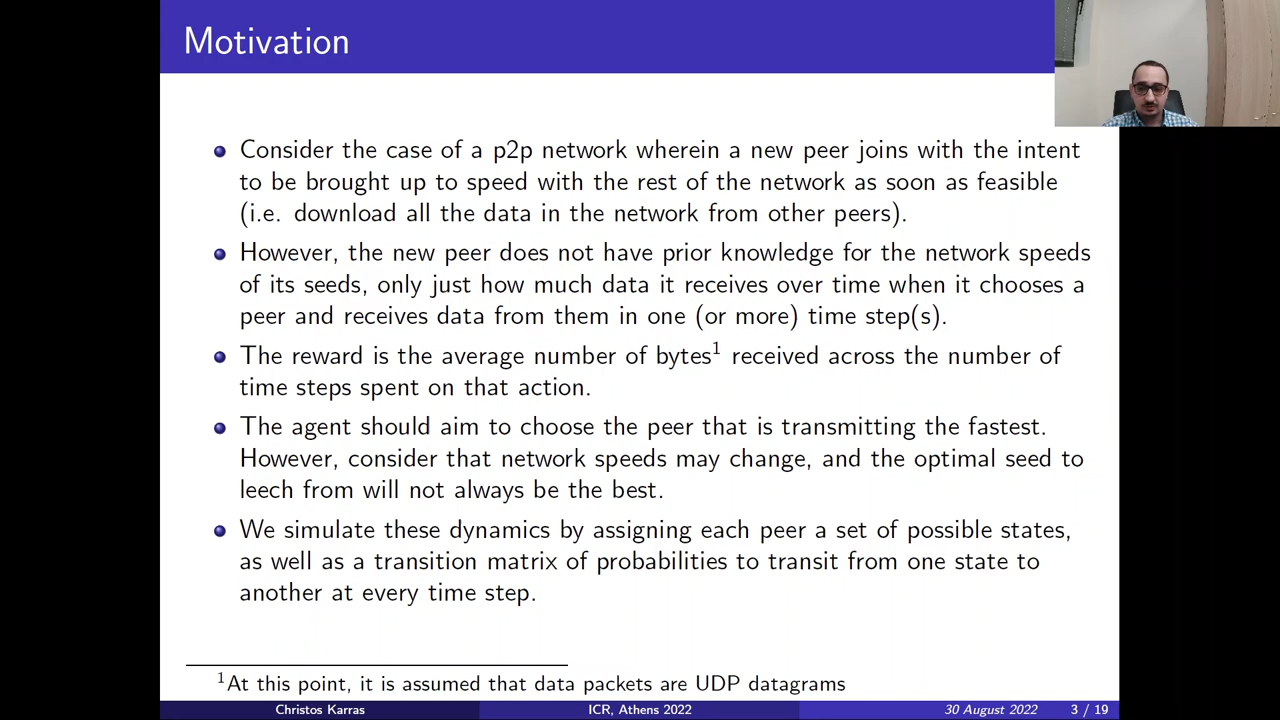 Motivation
Consider the case of a p2p network wherein a new peer joins with the intent
to be brought up to speed with the rest of the network as soon as feasible
(i.e. download all the data in the network from other peers).
However, the new peer does not have prior knowledge for the network speeds
of its seeds, only just how much data it receives over time when it chooses a
peer and receives data from them in one (or more) time step(s).
The reward is the average number of bytes¹ received across the number of
time steps spent on that action.
The agent should aim to choose the peer that is transmitting the fastest.
However, consider that network speeds may change, and the optimal seed to
leech from will not always be the best.
We simulate these dynamics by assigning each peer a set of possible states,
as well as a transition matrix of probabilities to transit from one state to
another at every time step.
¹At this point, it is assumed that data packets are UDP datagrams
Christos Karras ICR, Athens 2022 30 August 2022 3 / 19